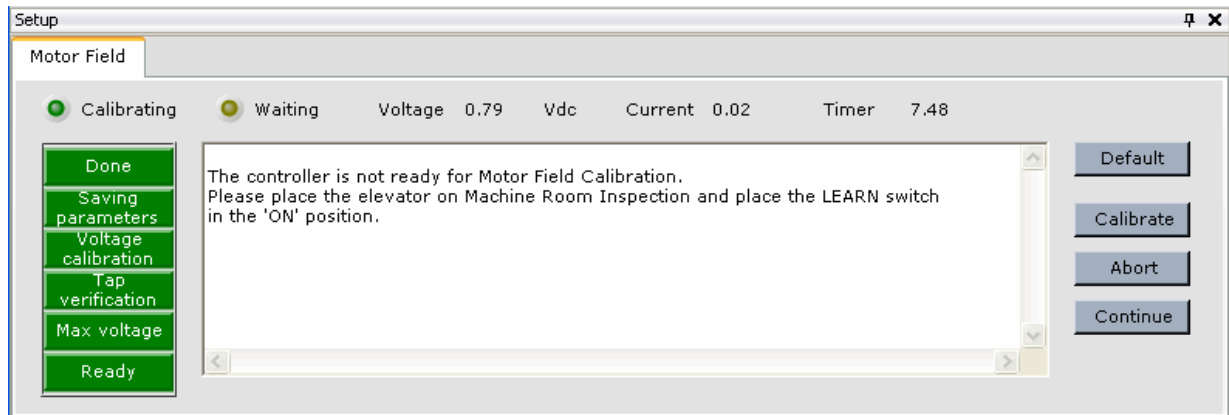 Setup
Motor Field
Calibrating Waiting Voltage 0.79 Vdc Current 0.02 Timer 7.48
Done
Saving
parameters
Voltage
calibration
Tap
verification
Max voltage
Ready
The controller is not ready for Motor Field Calibration.
Please place the elevator on Machine Room Inspection and place the LEARN switch
in the 'ON' position.
Default
Calibrate
Abort
Continue